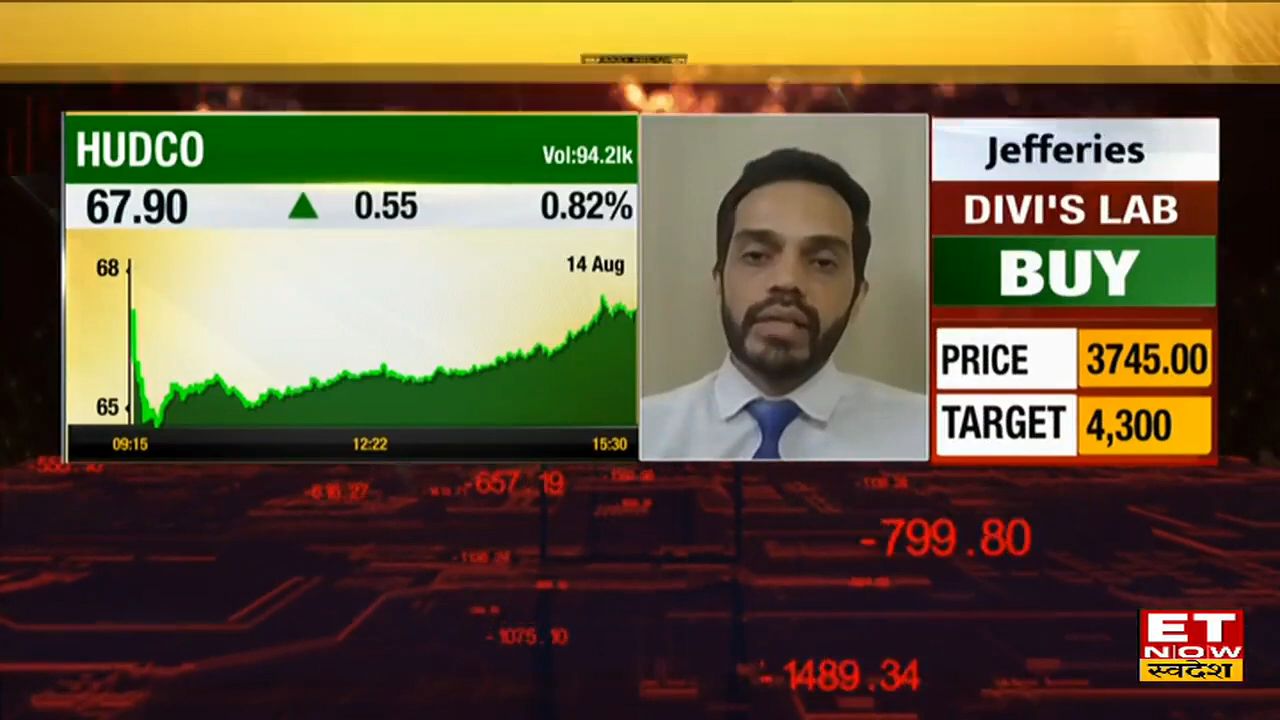 HUDCO
Vol:94.2lk
67.90 ▲ 0.55 0.82%
68
14 Aug
65
09:15 12:22 15:30
Jefferies
DIVI'S LAB
BUY
PRICE 3745.00
TARGET 4,300
-657.19
-799.80
-1075.10
-1489.34
ET
NOW
स्वदेश